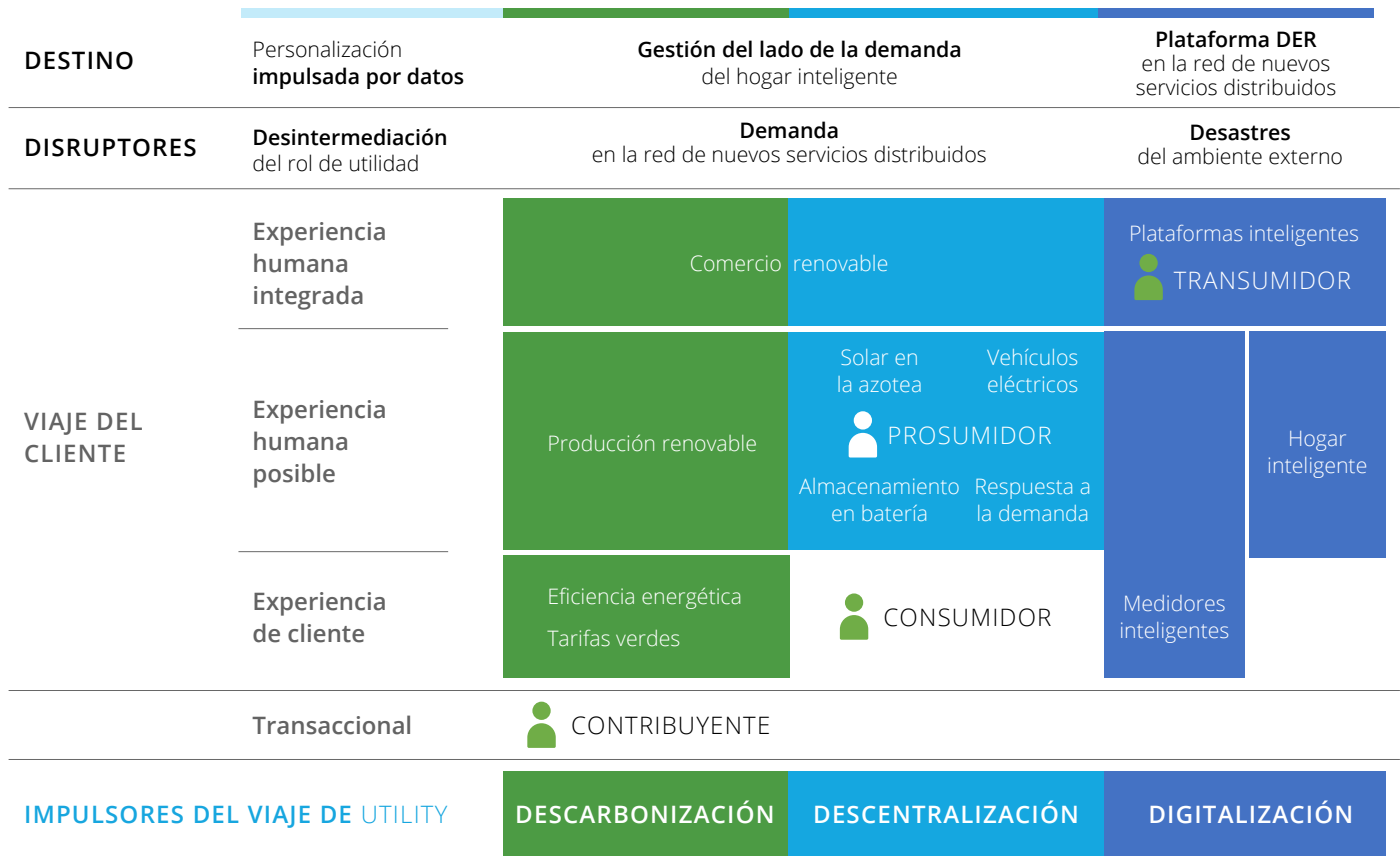 DESTINO
Personalización
impulsada por datos
Gestión del lado de la demanda
del hogar inteligente
Plataforma DER
en la red de nuevos
servicios distribuidos
DISRUPTORES
Desintermediación
del rol de utilidad
Demanda
en la red de nuevos servicios distribuidos
Desastres
del ambiente externo
VIAJE DEL
CLIENTE
Experiencia
humana
integrada
Comercio renovable
Plataformas inteligentes
TRANSUMIDOR
Experiencia
humana
posible
Producción renovable
Solar en
la azotea
Vehículos
eléctricos
PROSUMIDOR
Almacenamiento
en batería
Respuesta a
la demanda
Hogar
inteligente
Experiencia
de cliente
Eficiencia energética
Tarifas verdes
CONSUMIDOR
Medidores
inteligentes
Transaccional
CONTRIBUYENTE
IMPULSORES DEL VIAJE DE UTILITY
DESCARBONIZACIÓN
DESCENTRALIZACIÓN
DIGITALIZACIÓN